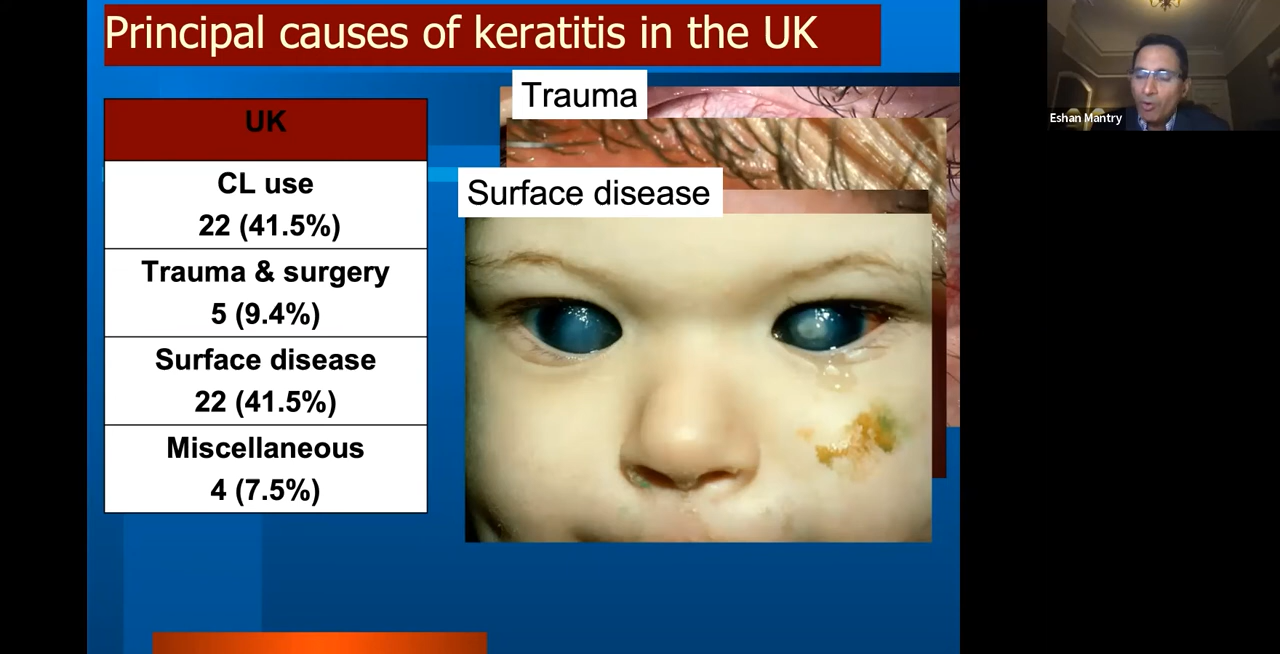 Principal causes of keratitis in the UK
UK
CL use
22 (41.5%)
Trauma & surgery
5 (9.4%)
Surface disease
22 (41.5%)
Miscellaneous
4 (7.5%)
Trauma
Surface disease
Eshan Mantry